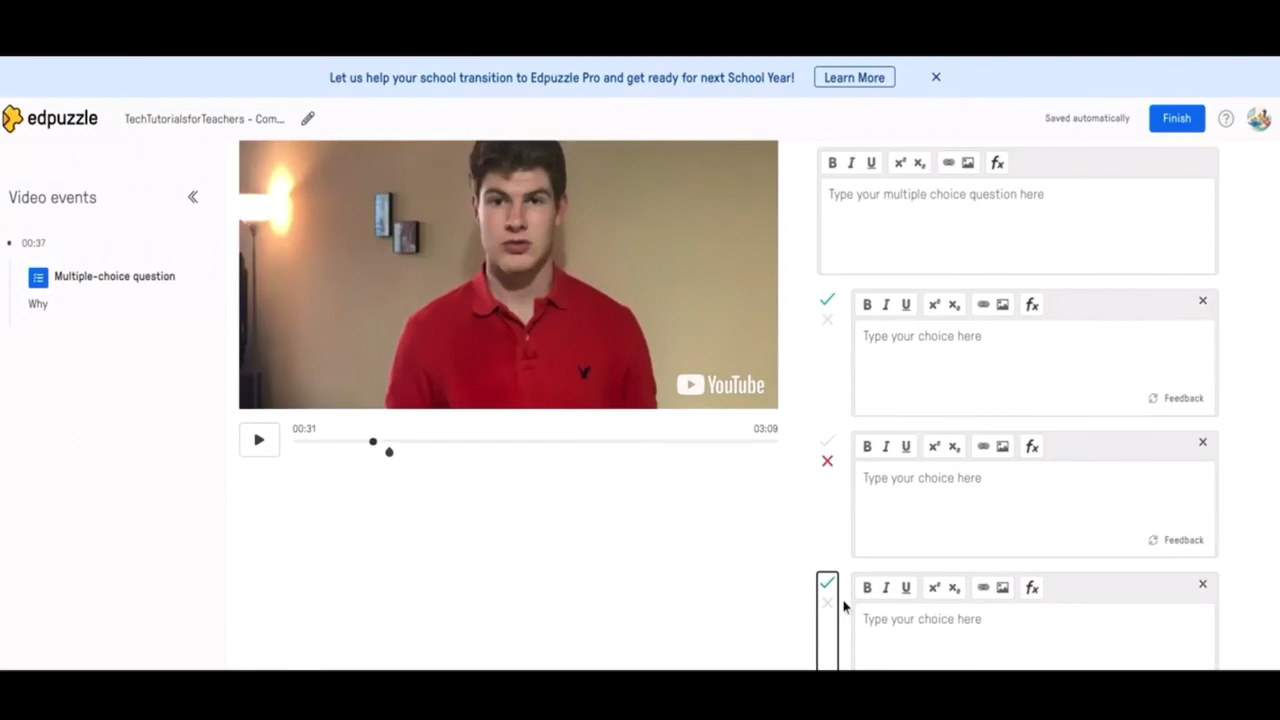 Let us help your school transition to Edpuzzle Pro and get ready for next School Year!
Learn More
edpuzzle
TechTutorialsforTeachers - Com...
Saved automatically
Finish
?
Video events
00:37
Multiple-choice question
Why
YouTube
00:31
03:09
B I U x² x₂ fx
Type your multiple choice question here
B I U x² x₂ fx
Type your choice here
Feedback
B I U x² x₂ fx
Type your choice here
Feedback
B I U x² x₂ fx
Type your choice here